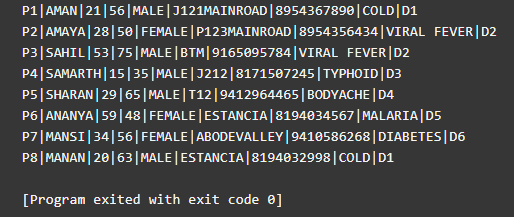 P1|AMAN|21|56|MALE|J121MAINROAD|8954367890|COLD|D1
P2|AMAYA|28|50|FEMALE|P123MAINROAD|8954356434|VIRAL FEVER|D2
P3|SAHIL|53|75|MALE|BTM|9165095784|VIRAL FEVER|D2
P4|SAMARTH|15|35|MALE|J212|8171507245|TYPHOID|D3
P5|SHARAN|29|65|MALE|T12|9412964465|BODYACHE|D4
P6|ANANYA|59|48|FEMALE|ESTANCIA|8194034567|MALARIA|D5
P7|MANSI|34|56|FEMALE|ABODEVALLEY|9410586268|DIABETES|D6
P8|MANAN|20|63|MALE|ESTANCIA|8194032998|COLD|D1
[Program exited with exit code 0]